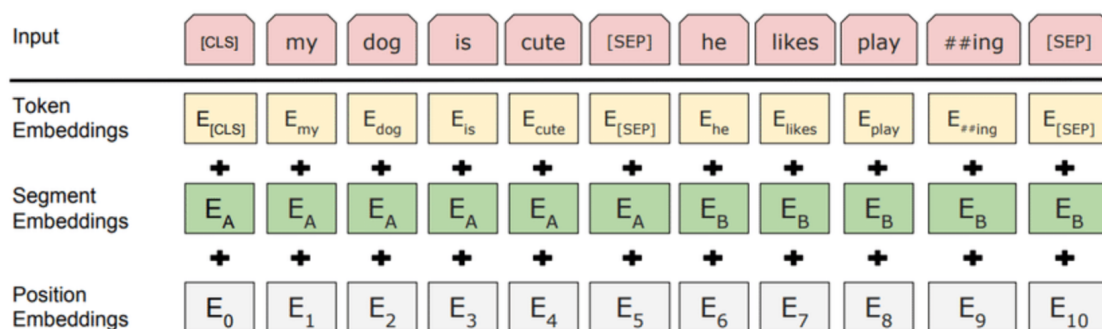 Input [CLS] my dog is cute [SEP] he likes play ##ing [SEP]
Token Embeddings E[CLS] Emy Edog Eis Ecute E[SEP] Ehe Elikes Eplay E##ing E[SEP]
+ + + + + + + + + + +
Segment Embeddings EA EA EA EA EA EA EB EB EB EB EB
+ + + + + + + + + + +
Position Embeddings E0 E1 E2 E3 E4 E5 E6 E7 E8 E9 E10